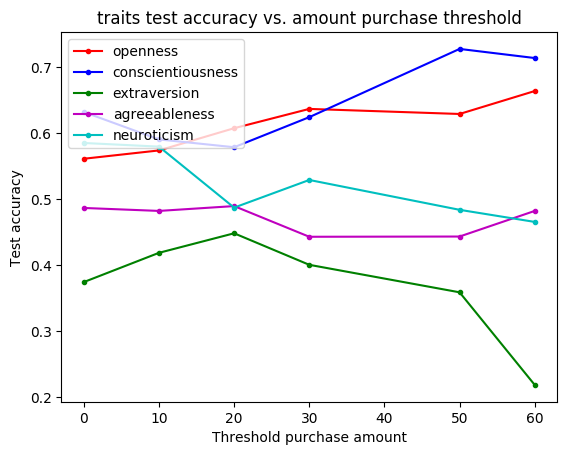 traits test accuracy vs. amount purchase threshold
openness
conscientiousness
extraversion
agreeableness
neuroticism
0.7
0.6
0.5
0.4
0.3
0.2
Test accuracy
0 10 20 30 40 50 60
Threshold purchase amount